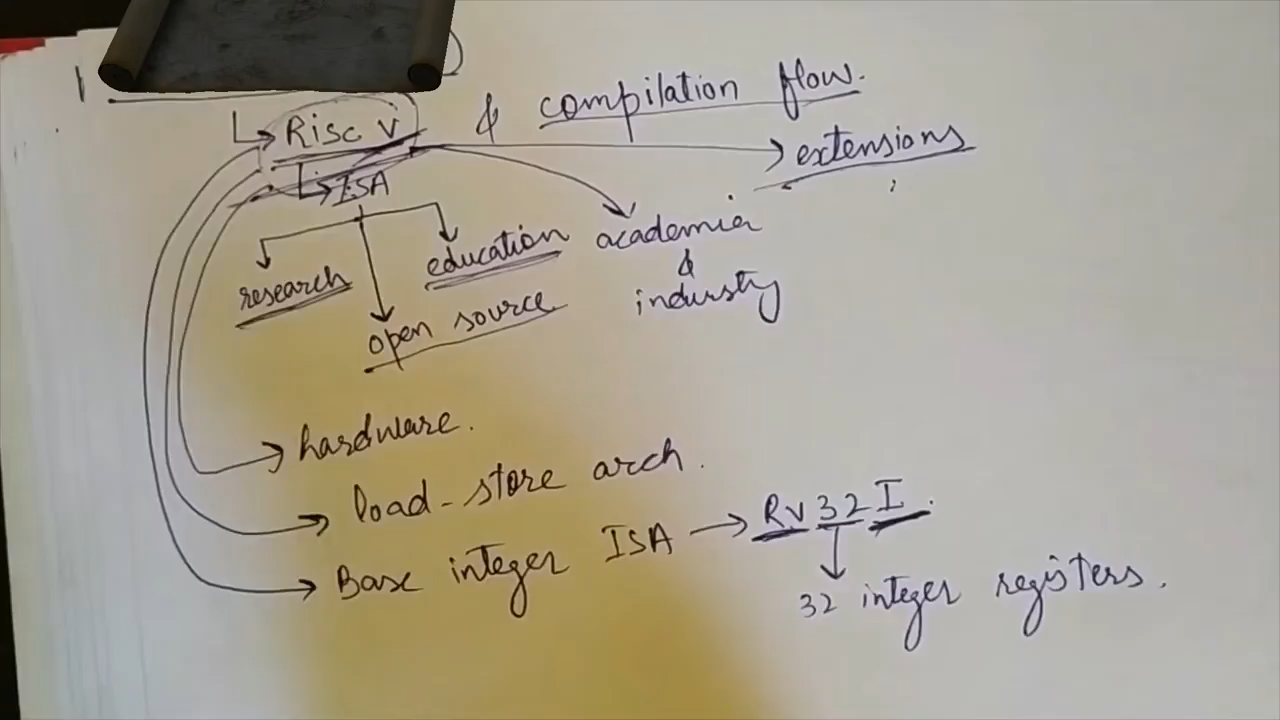 Risc V & compilation flow.
extensions
ISA
research
education
open source
academia
&
industry
hardware.
load-store arch.
Base integer ISA → RV32I.
32 integer registers.